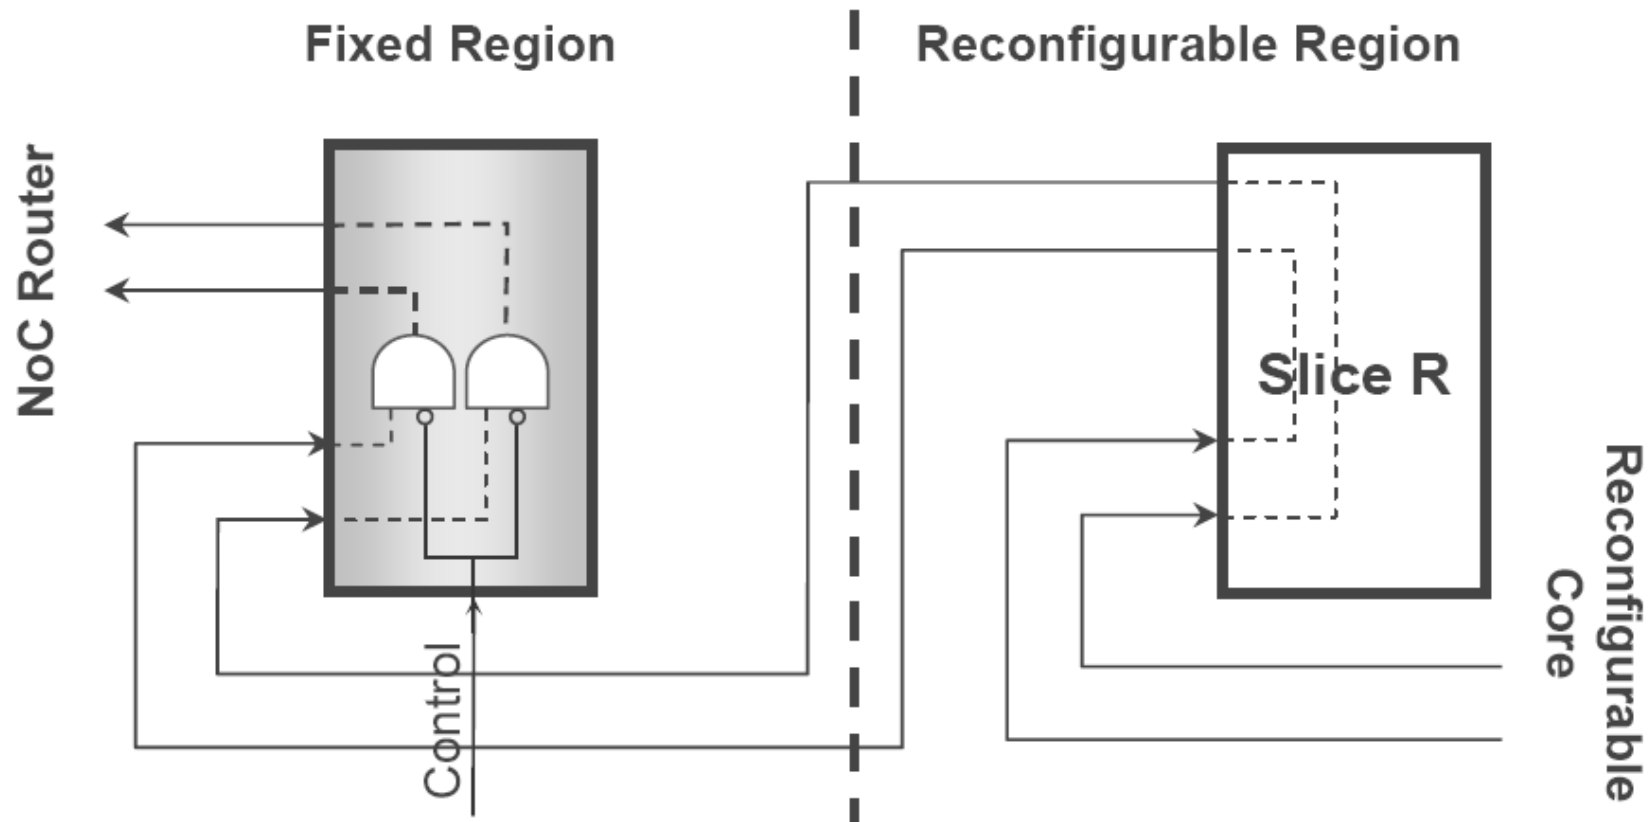 Fixed Region
Reconfigurable Region
NoC Router
Slice R
Control
Reconfigurable
Core